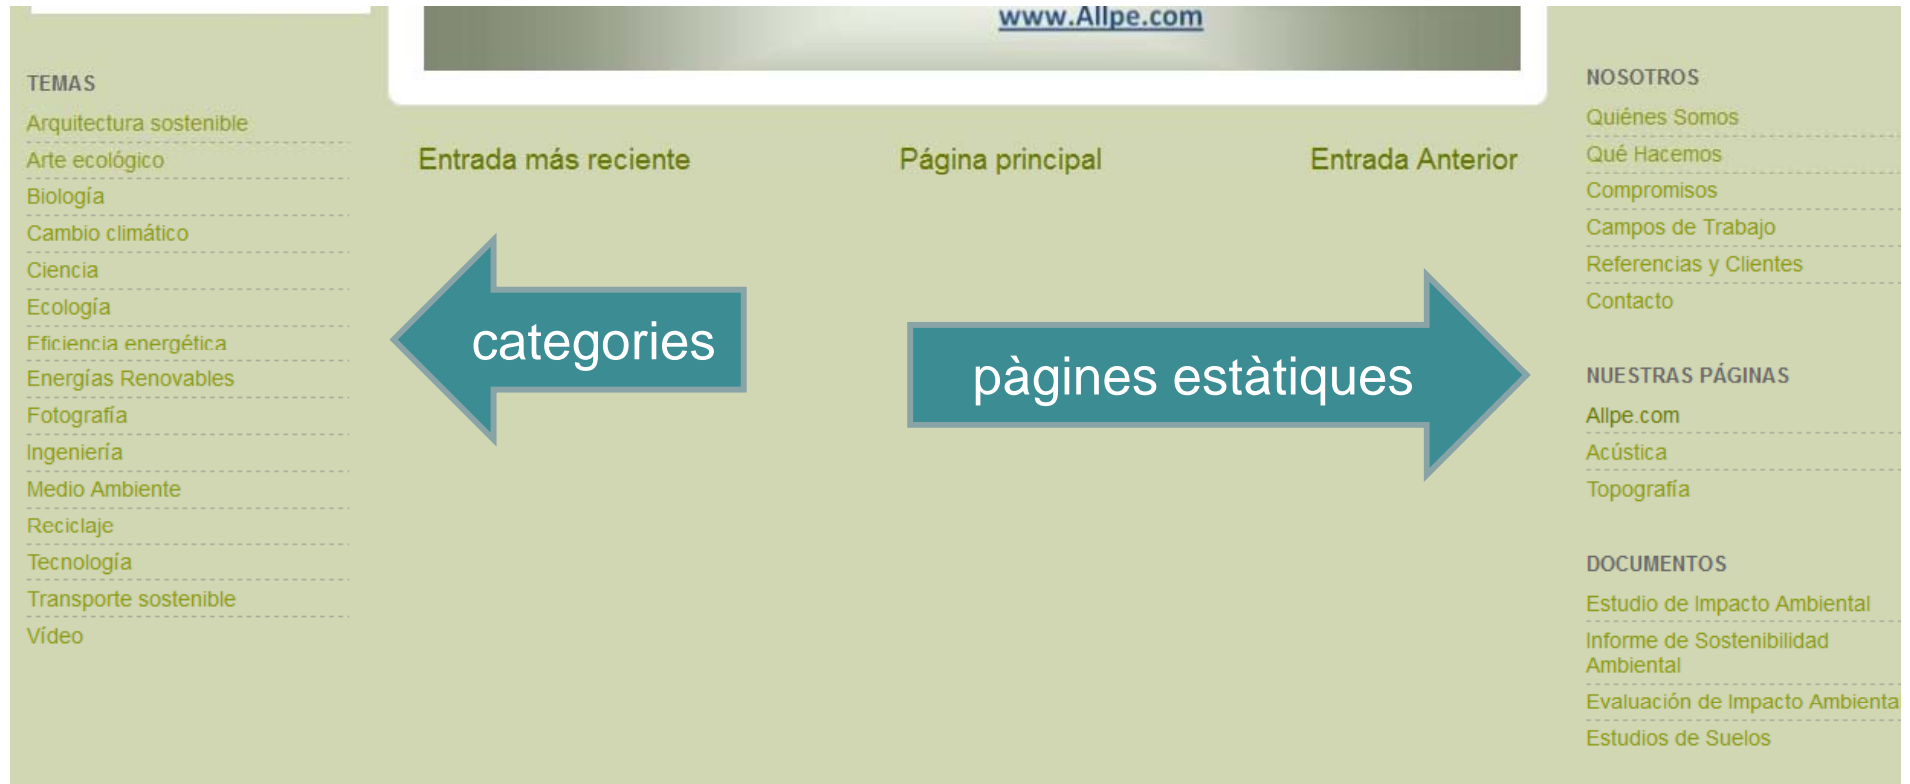 www.Allpe.com
TEMAS
Arquitectura sostenible
Arte ecológico
Biología
Cambio climático
Ciencia
Ecología
Eficiencia energética
Energías Renovables
Fotografía
Ingeniería
Medio Ambiente
Reciclaje
Tecnología
Transporte sostenible
Vídeo
Entrada más reciente
Página principal
Entrada Anterior
categories
pàgines estàtiques
NOSOTROS
Quiénes Somos
Qué Hacemos
Compromisos
Campos de Trabajo
Referencias y Clientes
Contacto
NUESTRAS PÁGINAS
Allpe.com
Acústica
Topografía
DOCUMENTOS
Estudio de Impacto Ambiental
Informe de Sostenibilidad
Ambiental
Evaluación de Impacto Ambienta
Estudios de Suelos